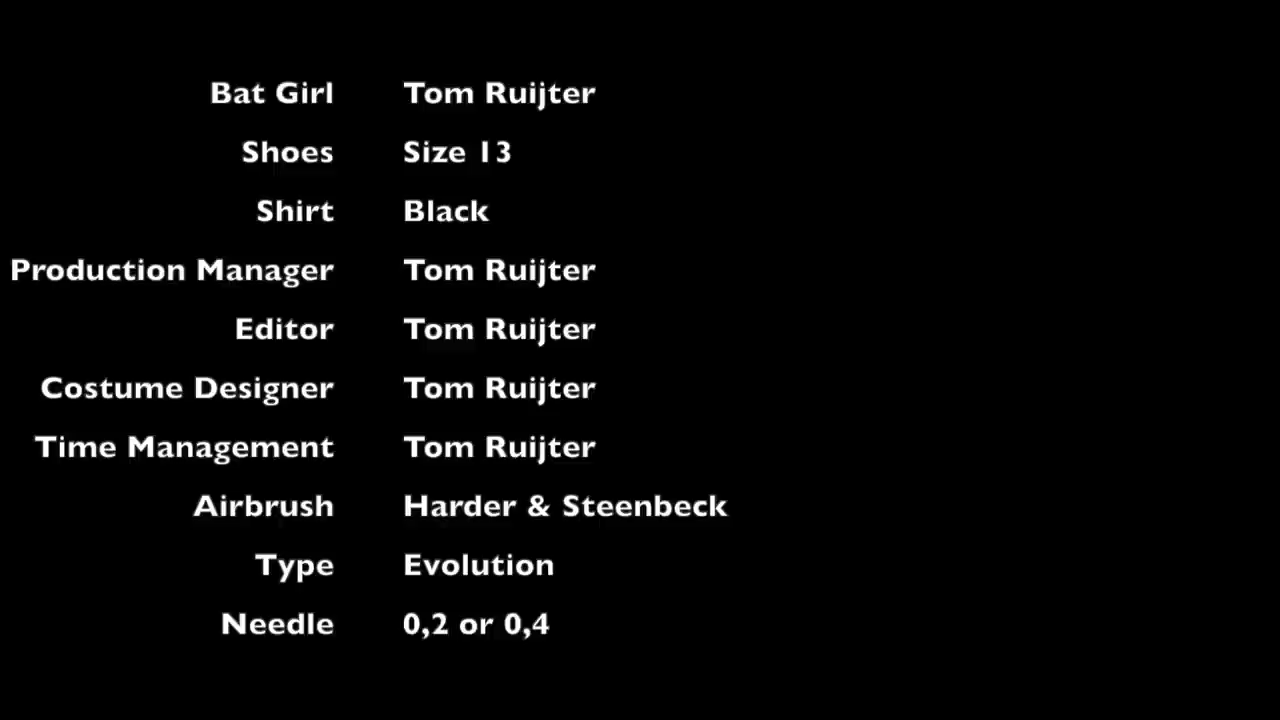 Bat Girl Tom Ruijter
Shoes Size 13
Shirt Black
Production Manager Tom Ruijter
Editor Tom Ruijter
Costume Designer Tom Ruijter
Time Management Tom Ruijter
Airbrush Harder & Steenbeck
Type Evolution
Needle 0,2 or 0,4